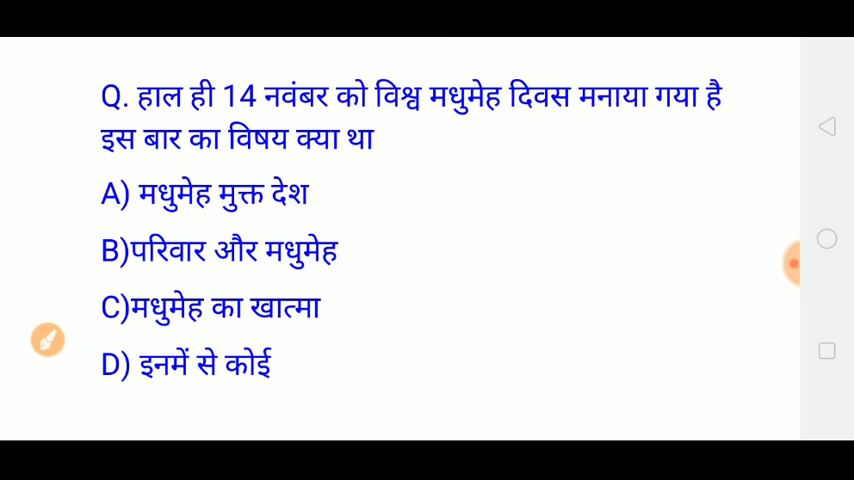 Q. हाल ही 14 नवंबर को विश्व मधुमेह दिवस मनाया गया है
इस बार का विषय क्या था
A) मधुमेह मुक्त देश
B)परिवार और मधुमेह
C)मधुमेह का खात्मा
D) इनमें से कोई